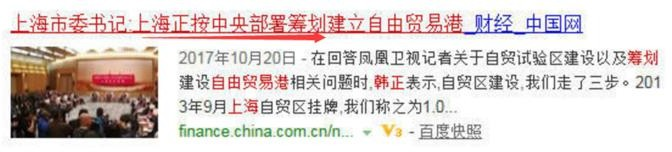 上海市委书记:上海正按中央部署筹划建立自由贸易港_财经_中国网
2017年10月20日 - 在回答凤凰卫视记者关于自贸试验区建设以及筹划
建设自由贸易港相关问题时,韩正表示,自贸区建设,我们走了三步。201
3年9月上海自贸区挂牌,我们称之为1.0...
finance.china.com.cn/n... V3 - 百度快照